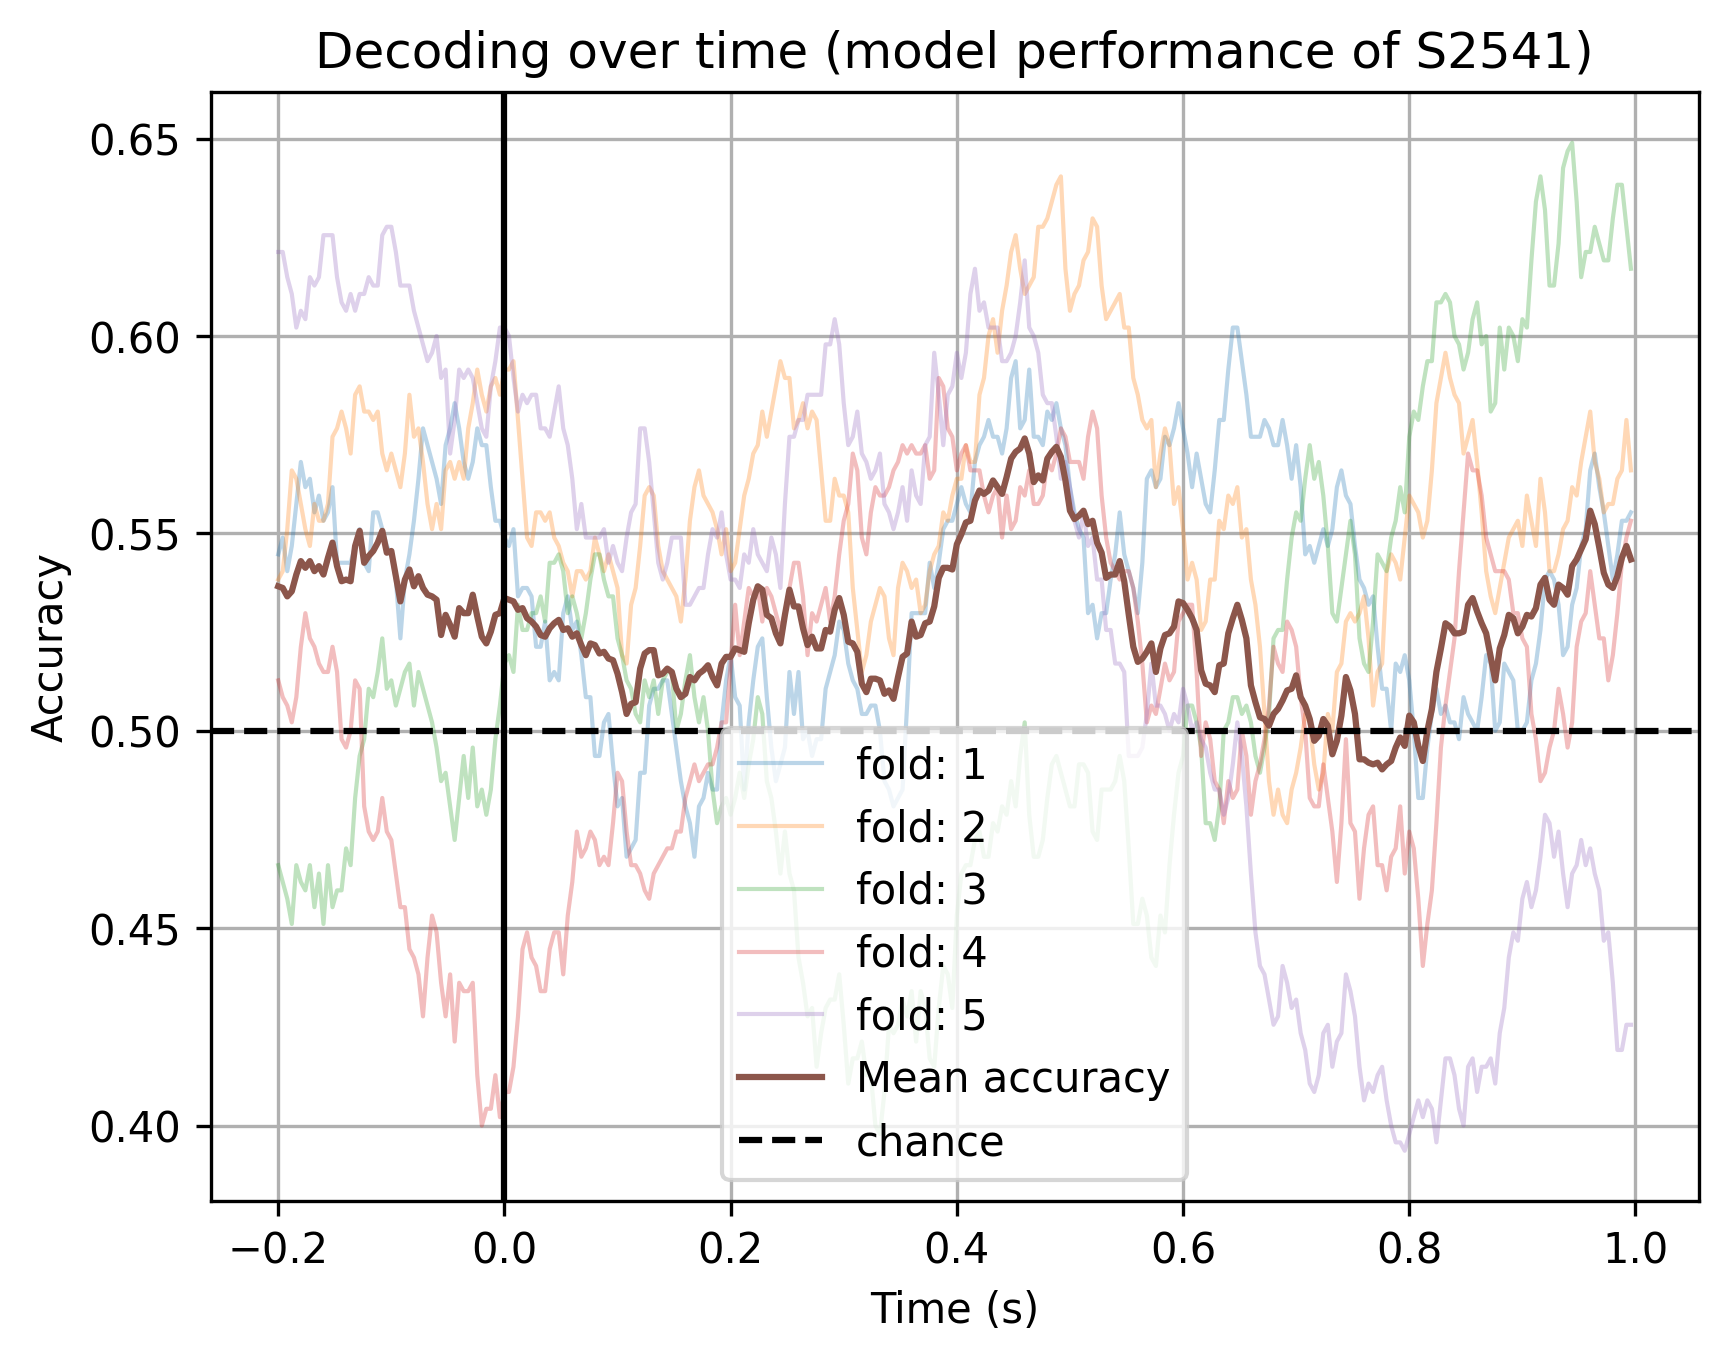 Decoding over time (model performance of S2541)
Accuracy
0.65
0.60
0.55
0.50
0.45
0.40
fold: 1
fold: 2
fold: 3
fold: 4
fold: 5
Mean accuracy
chance
−0.2 0.0 0.2 0.4 0.6 0.8 1.0
Time (s)